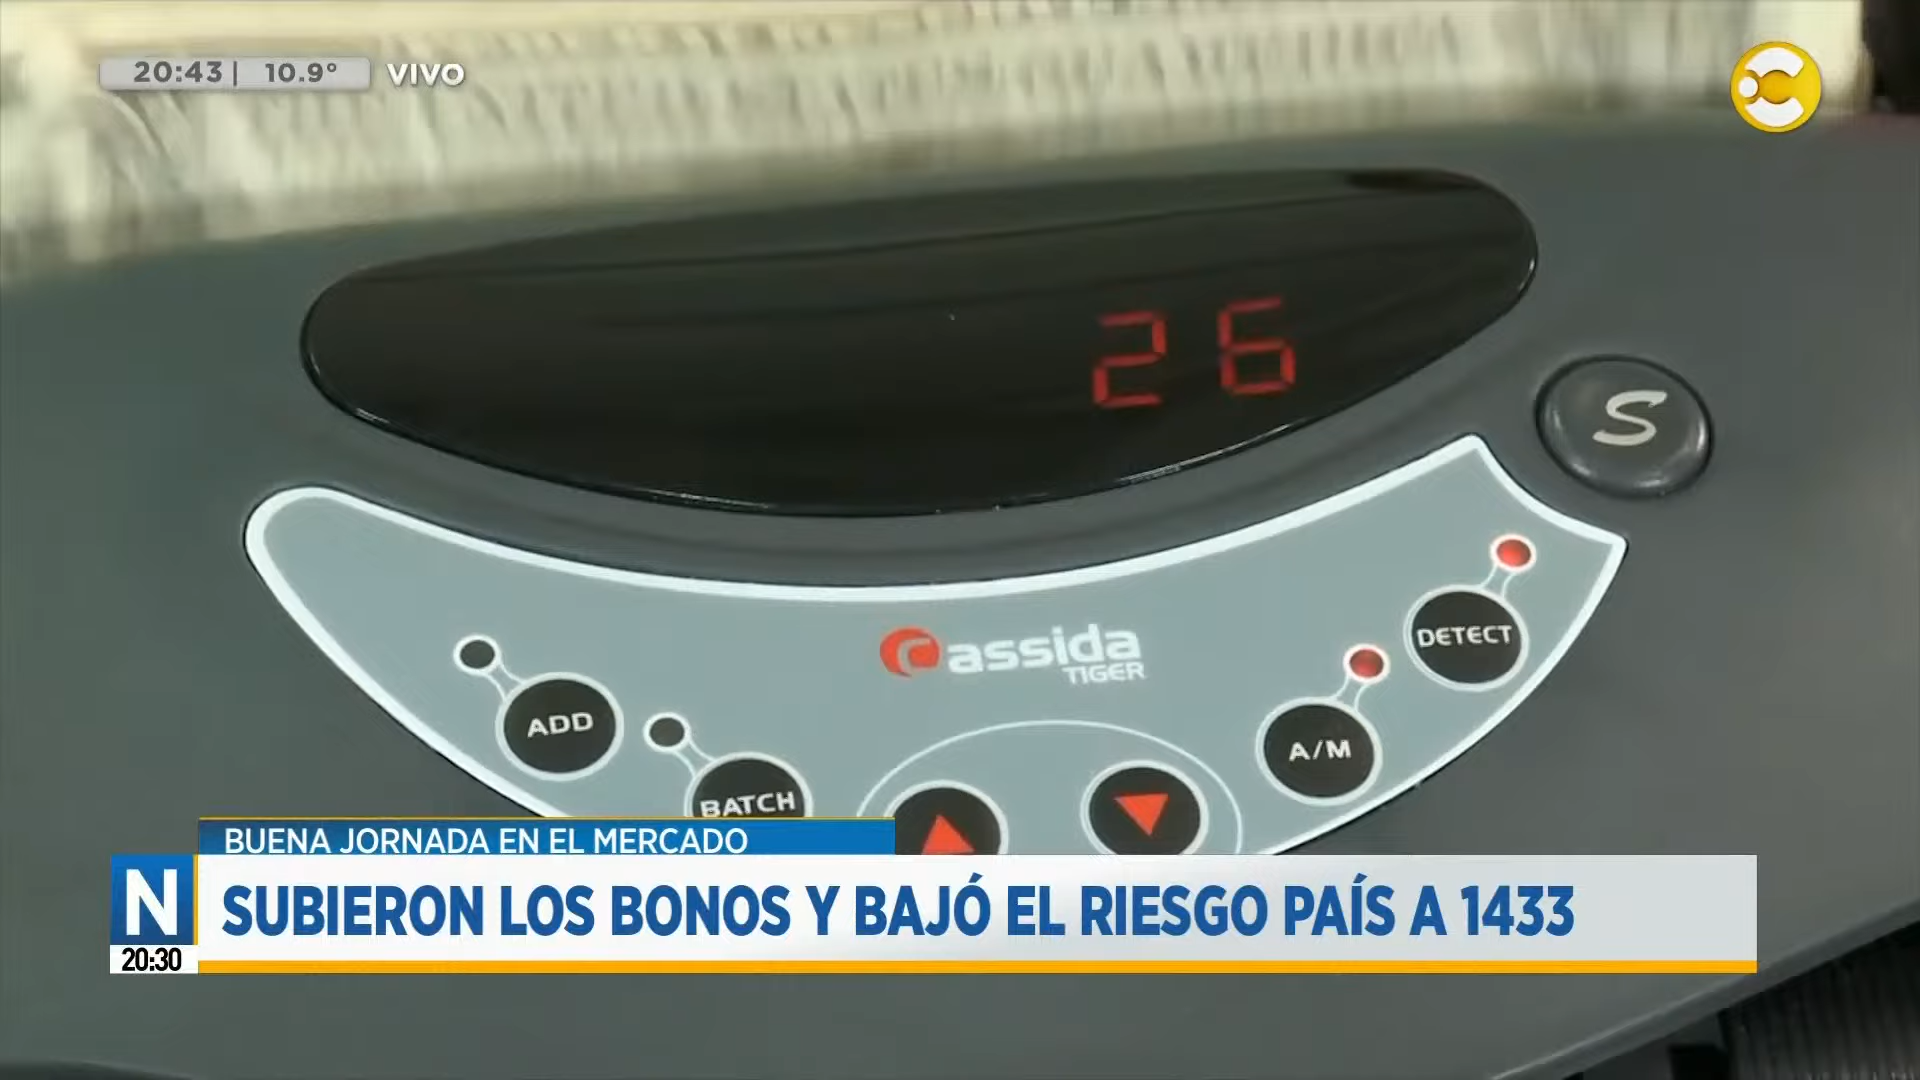 20:43 | 10.9° VIVO
26
S
cassida
TIGER
DETECT
ADD
A/M
BATCH
BUENA JORNADA EN EL MERCADO
N SUBIERON LOS BONOS Y BAJÓ EL RIESGO PAÍS A 1433
20:30